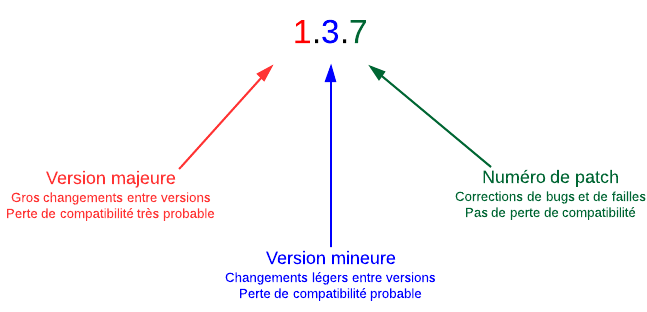 1.3.7
Version majeure
Gros changements entre versions
Perte de compatibilité très probable
Numéro de patch
Corrections de bugs et de failles
Pas de perte de compatibilité
Version mineure
Changements légers entre versions
Perte de compatibilité probable